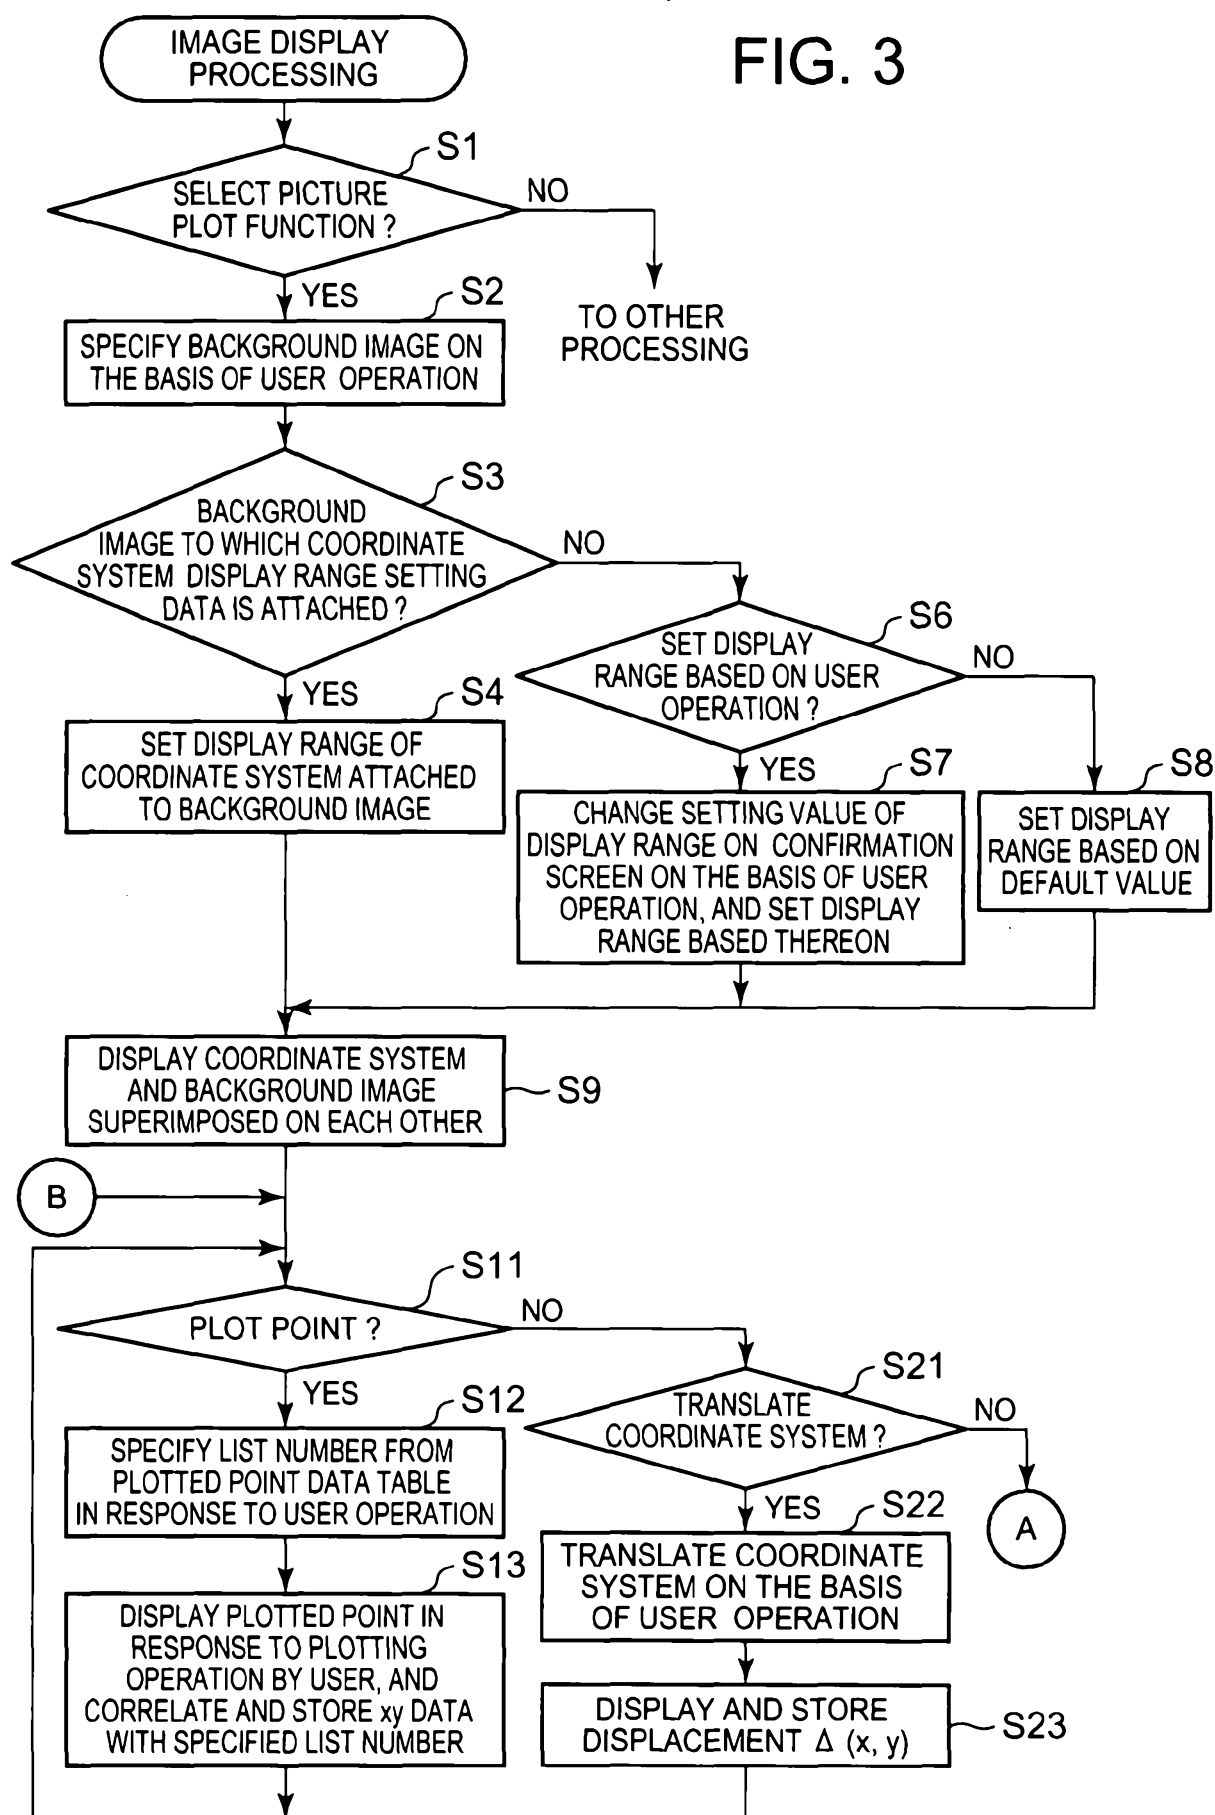 FIG. 3
IMAGE DISPLAY
PROCESSING
S1
SELECT PICTURE
PLOT FUNCTION ?
NO
YES
TO OTHER
PROCESSING
S2
SPECIFY BACKGROUND IMAGE ON
THE BASIS OF USER OPERATION
S3
BACKGROUND
IMAGE TO WHICH COORDINATE
SYSTEM DISPLAY RANGE SETTING
DATA IS ATTACHED ?
NO
YES
S4
SET DISPLAY RANGE OF
COORDINATE SYSTEM ATTACHED
TO BACKGROUND IMAGE
S6
SET DISPLAY
RANGE BASED ON USER
OPERATION ?
NO
YES
S7
CHANGE SETTING VALUE OF
DISPLAY RANGE ON CONFIRMATION
SCREEN ON THE BASIS OF USER
OPERATION, AND SET DISPLAY
RANGE BASED THEREON
S8
SET DISPLAY
RANGE BASED ON
DEFAULT VALUE
DISPLAY COORDINATE SYSTEM
AND BACKGROUND IMAGE
SUPERIMPOSED ON EACH OTHER
S9
B
S11
PLOT POINT ?
NO
YES
S12
SPECIFY LIST NUMBER FROM
PLOTTED POINT DATA TABLE
IN RESPONSE TO USER OPERATION
S13
DISPLAY PLOTTED POINT IN
RESPONSE TO PLOTTING
OPERATION BY USER, AND
CORRELATE AND STORE xy DATA
WITH SPECIFIED LIST NUMBER
S21
TRANSLATE
COORDINATE SYSTEM ?
NO
A
YES
S22
TRANSLATE COORDINATE
SYSTEM ON THE BASIS
OF USER OPERATION
DISPLAY AND STORE
DISPLACEMENT Δ (x, y)
S23